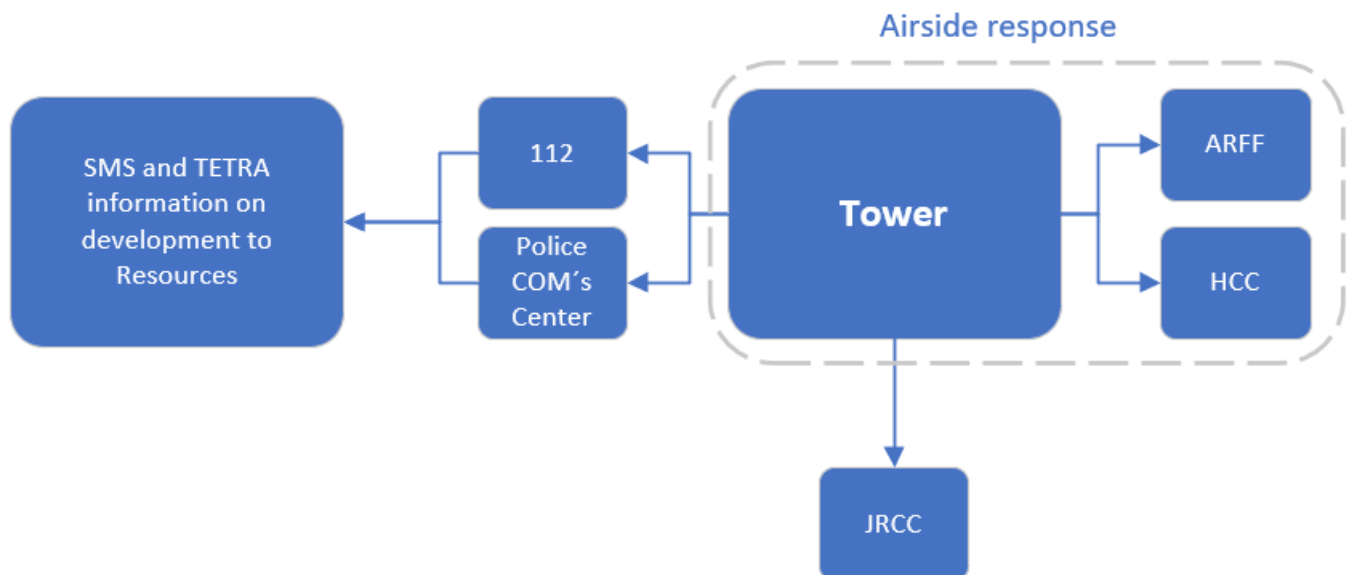 Airside response
SMS and TETRA
information on
development to
Resources
112
Police
COM´s
Center
Tower
ARFF
HCC
JRCC